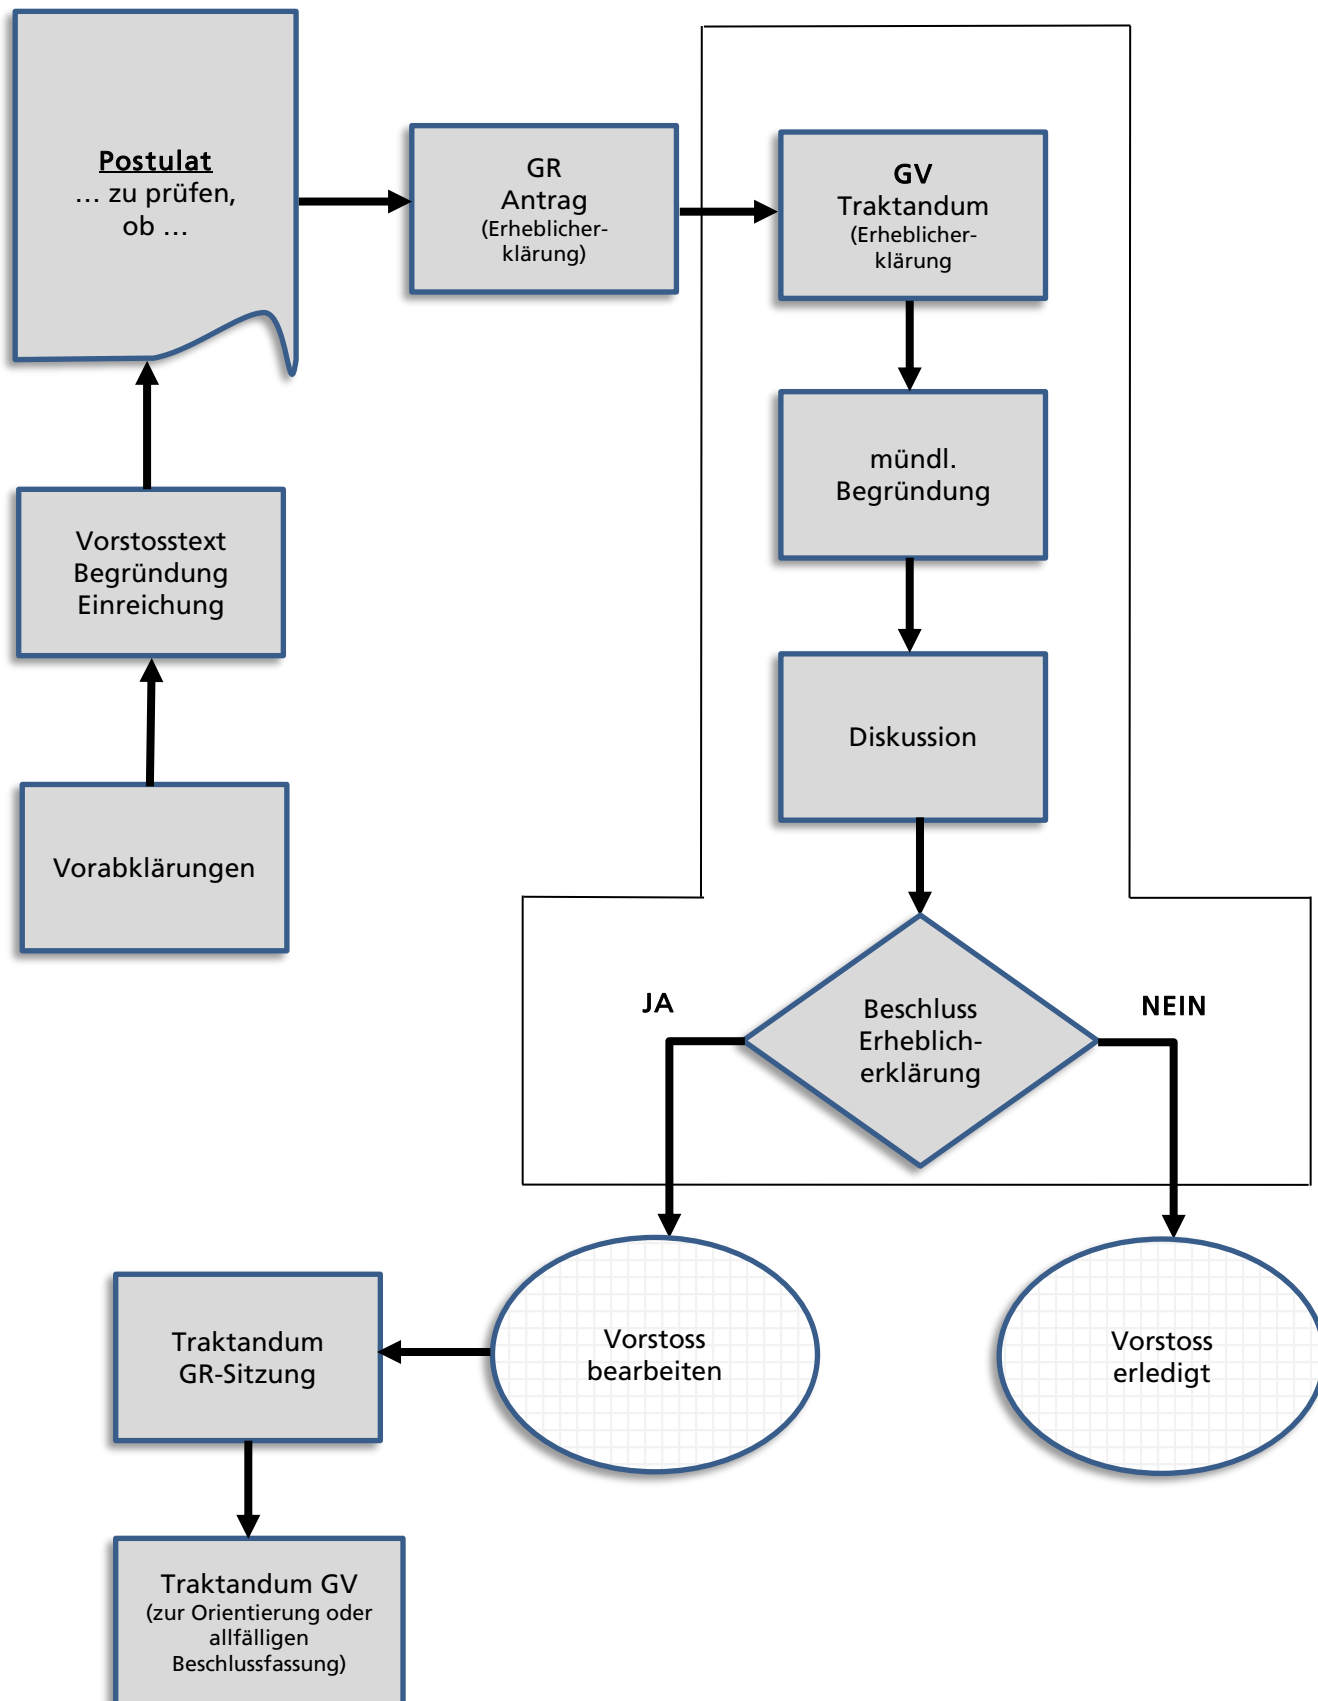 Postulat
… zu prüfen,
ob …
GR
Antrag
(Erheblicher-
klärung)
GV
Traktandum
(Erheblicher-
klärung
mündl.
Begründung
Vorstosstext
Begründung
Einreichung
Diskussion
Vorabklärungen
JA
Beschluss
Erheblich-
erklärung
NEIN
Traktandum
GR-Sitzung
Vorstoss
bearbeiten
Vorstoss
erledigt
Traktandum GV
(zur Orientierung oder
allfälligen
Beschlussfassung)